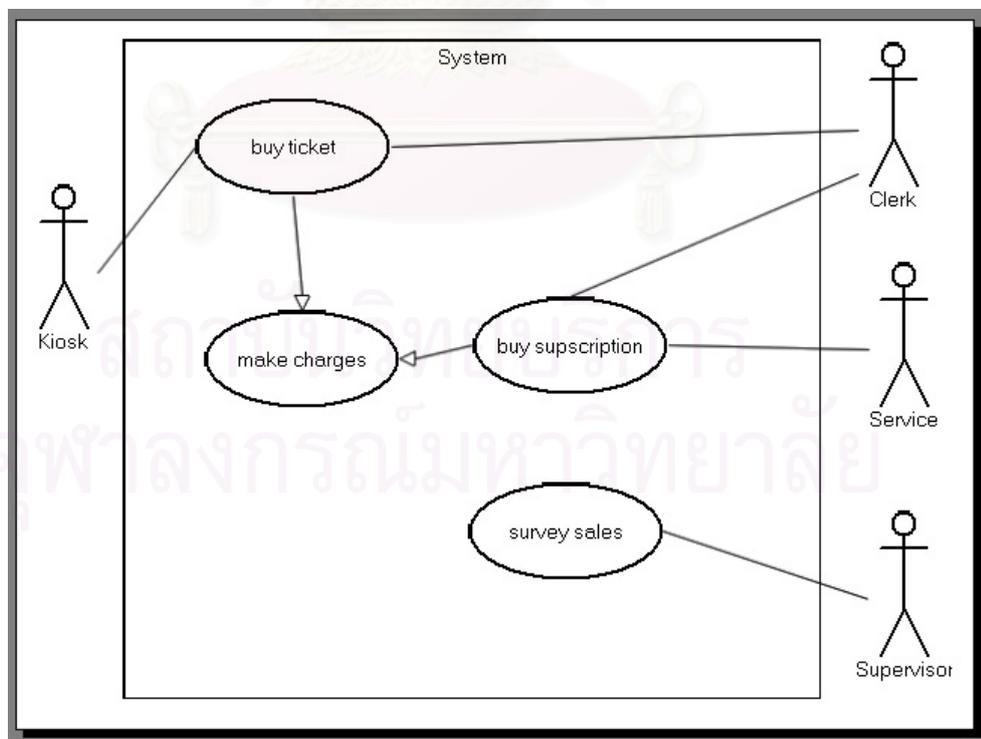 System
buy ticket
Clerk
Kiosk
make charges
buy supscription
Service
survey sales
Supervisor
สถาบันวิทยบริการ
จุฬาลงกรณ์มหาวิทยาลัย